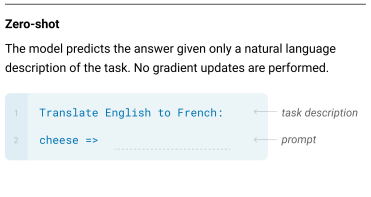 Zero-shot
The model predicts the answer given only a natural language
description of the task. No gradient updates are performed.
1 Translate English to French: task description
2 cheese => prompt